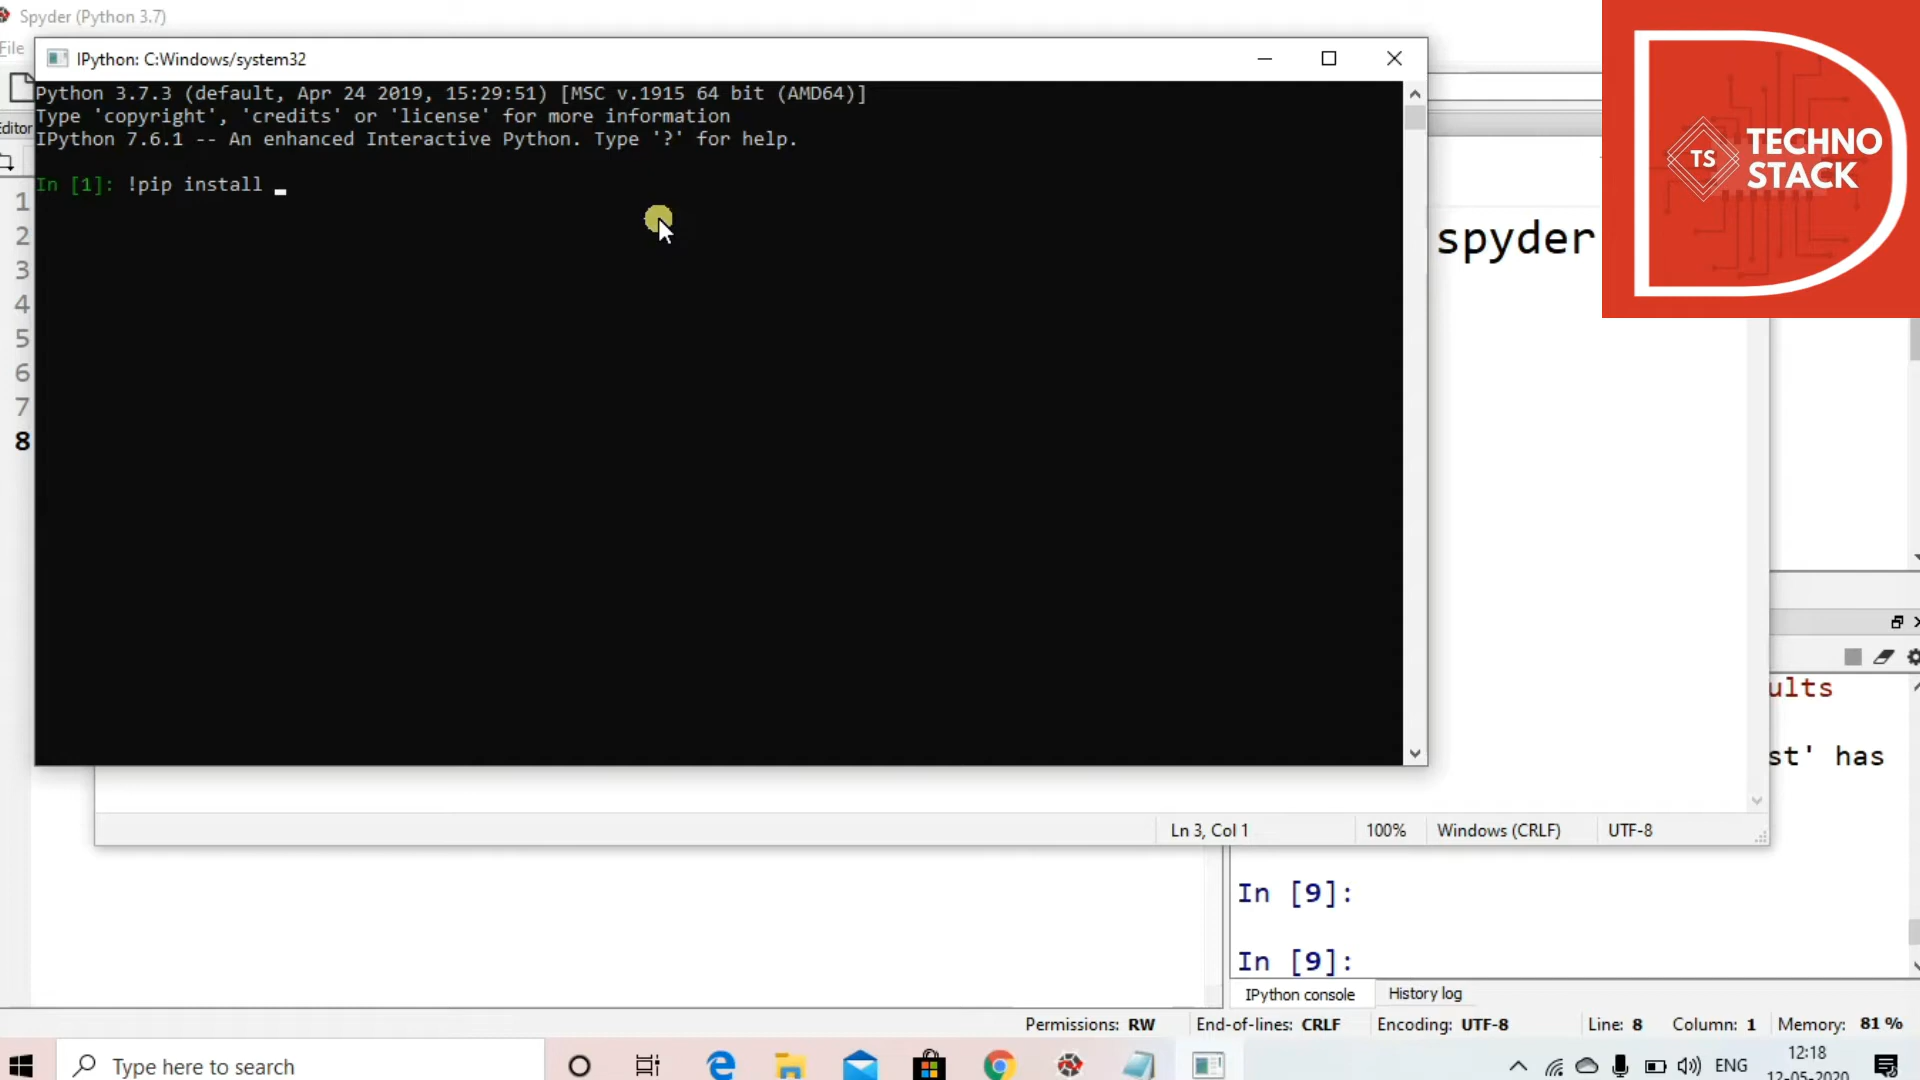 Spyder (Python 3.7)
File
IPython: C:Windows/system32
Python 3.7.3 (default, Apr 24 2019, 15:29:51) [MSC v.1915 64 bit (AMD64)]
Type 'copyright', 'credits' or 'license' for more information
IPython 7.6.1 -- An enhanced Interactive Python. Type '?' for help.
In [1]: !pip install
TS
TECHNO
STACK
Editor
1
2
3
4
5
6
7
8
spyder
ults
st' has
Ln 3, Col 1
100%
Windows (CRLF)
UTF-8
In [9]:
In [9]:
IPython console
History log
Permissions: RW
End-of-lines: CRLF
Encoding: UTF-8
Line: 8
Column: 1
Memory: 81 %
Type here to search
ENG
12:18
12-05-2020